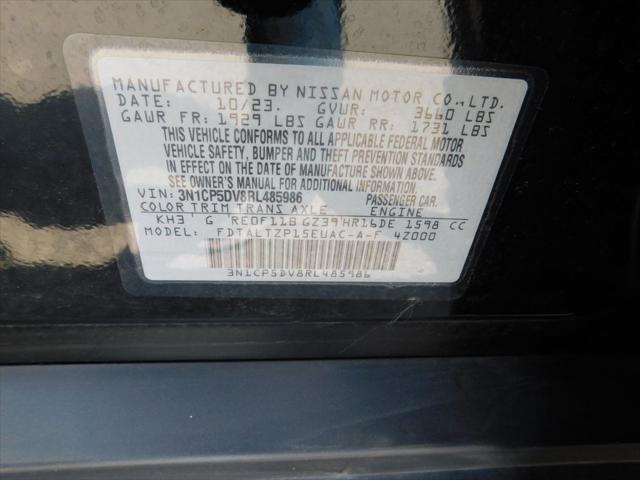 MANUFACTURED BY NISSAN MOTOR CO.,LTD.
DATE: 10/23. GVWR: 3660 LBS
GAWR FR: 1929 LBS GAWR RR: 1731 LBS
THIS VEHICLE CONFORMS TO ALL APPLICABLE FEDERAL MOTOR
VEHICLE SAFETY, BUMPER AND THEFT PREVENTION STANDARDS
IN EFFECT ON THE DATE OF MANUFACTURE SHOWN ABOVE.
SEE OWNER'S MANUAL FOR ADDITIONAL INFORMATION
VIN: 3N1CP5DV8RL485986 PASSENGER CAR.
COLOR TRIM TRANS AXLE ENGINE
KH3 G RE0F11B GZ39 HR16DE 1598 CC
MODEL: FDTALTZP15EUAC-A-F 4Z000
3N1CP5DV8RL485986